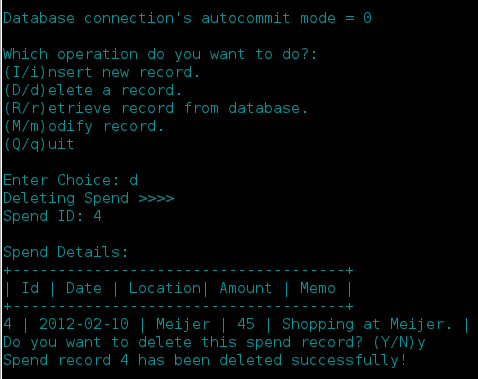 Database connection's autocommit mode = 0
Which operation do you want to do?:
(I/i)nsert new record.
(D/d)elete a record.
(R/r)etrieve record from database.
(M/m)odify record.
(Q/q)uit
Enter Choice: d
Deleting Spend >>>>
Spend ID: 4
Spend Details:
+-------------------------------------+
| Id | Date | Location| Amount | Memo |
+-------------------------------------+
4 | 2012-02-10 | Meijer | 45 | Shopping at Meijer. |
Do you want to delete this spend record? (Y/N)y
Spend record 4 has been deleted successfully!